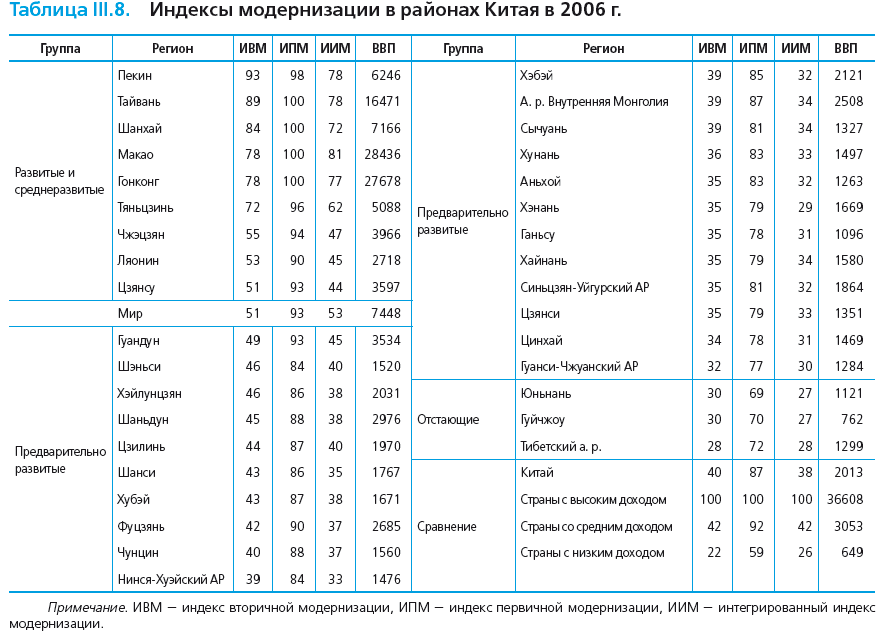 Таблица III.8. Индексы модернизации в районах Китая в 2006 г.
Группа Регион ИВМ ИПМ ИИМ ВВП
Развитые и
среднеразвитые
Пекин 93 98 78 6246
Тайвань 89 100 78 16471
Шанхай 84 100 72 7166
Макао 78 100 81 28436
Гонконг 78 100 77 27678
Тяньцзинь 72 96 62 5088
Чжэцзян 55 94 47 3966
Ляонин 53 90 45 2718
Цзянсу 51 93 44 3597
Мир 51 93 53 7448
Предварительно
развитые
Гуандун 49 93 45 3534
Шэньси 46 84 40 1520
Хэйлунцзян 46 86 38 2031
Шаньдун 45 88 38 2976
Цзилинь 44 87 40 1970
Шанси 43 86 35 1767
Хубэй 43 87 38 1671
Фуцзянь 42 90 37 2685
Чунцин 40 88 37 1560
Нинся-Хуэйский АР 39 84 33 1476
Группа Регион ИВМ ИПМ ИИМ ВВП
Предварительно
развитые
Хэбэй 39 85 32 2121
А. р. Внутренняя Монголия 39 87 34 2508
Сычуань 39 81 34 1327
Хунань 36 83 33 1497
Аньхой 35 83 32 1263
Хэнань 35 79 29 1669
Ганьсу 35 78 31 1096
Хайнань 35 79 34 1580
Синьцзян-Уйгурский АР 35 81 32 1864
Цзянси 35 79 33 1351
Цинхай 34 78 31 1469
Гуанси-Чжуанский АР 32 77 30 1284
Отстающие
Юньнань 30 69 27 1121
Гуйчжоу 30 70 27 762
Тибетский а. р. 28 72 28 1299
Сравнение
Китай 40 87 38 2013
Страны с высоким доходом 100 100 100 36608
Страны со средним доходом 42 92 42 3053
Страны с низким доходом 22 59 26 649
Примечание. ИВМ — индекс вторичной модернизации, ИПМ — индекс первичной модернизации, ИИМ — интегрированный индекс
модернизации.